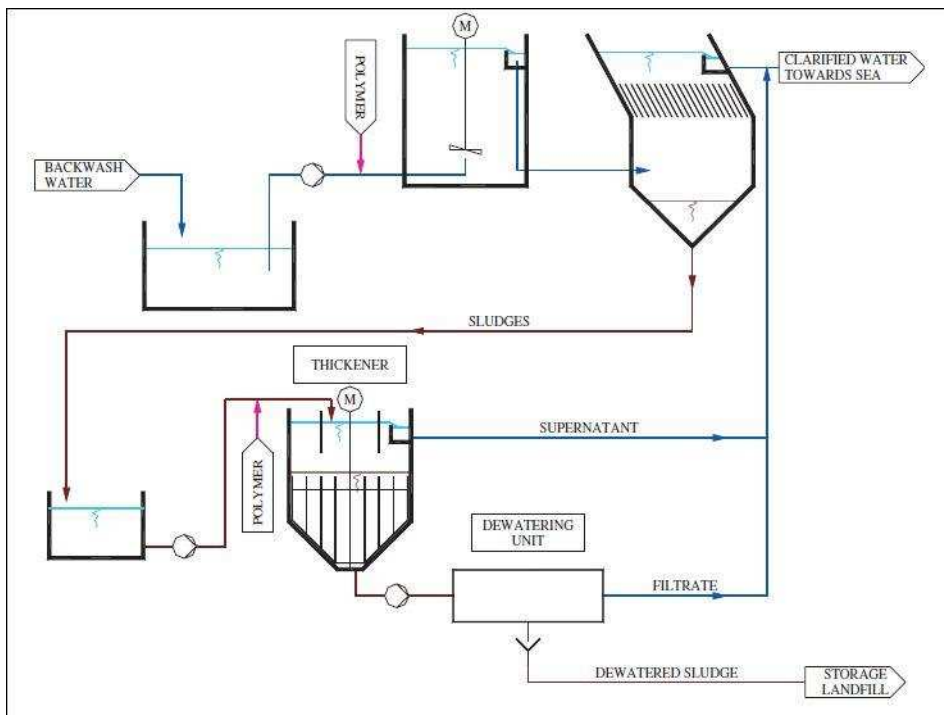 M
CLARIFIED WATER
TOWARDS SEA
POLYMER
BACKWASH
WATER
SLUDGES
THICKENER
M
SUPERNATANT
POLYMER
DEWATERING
UNIT
FILTRATE
DEWATERED SLUDGE
STORAGE
LANDFILL